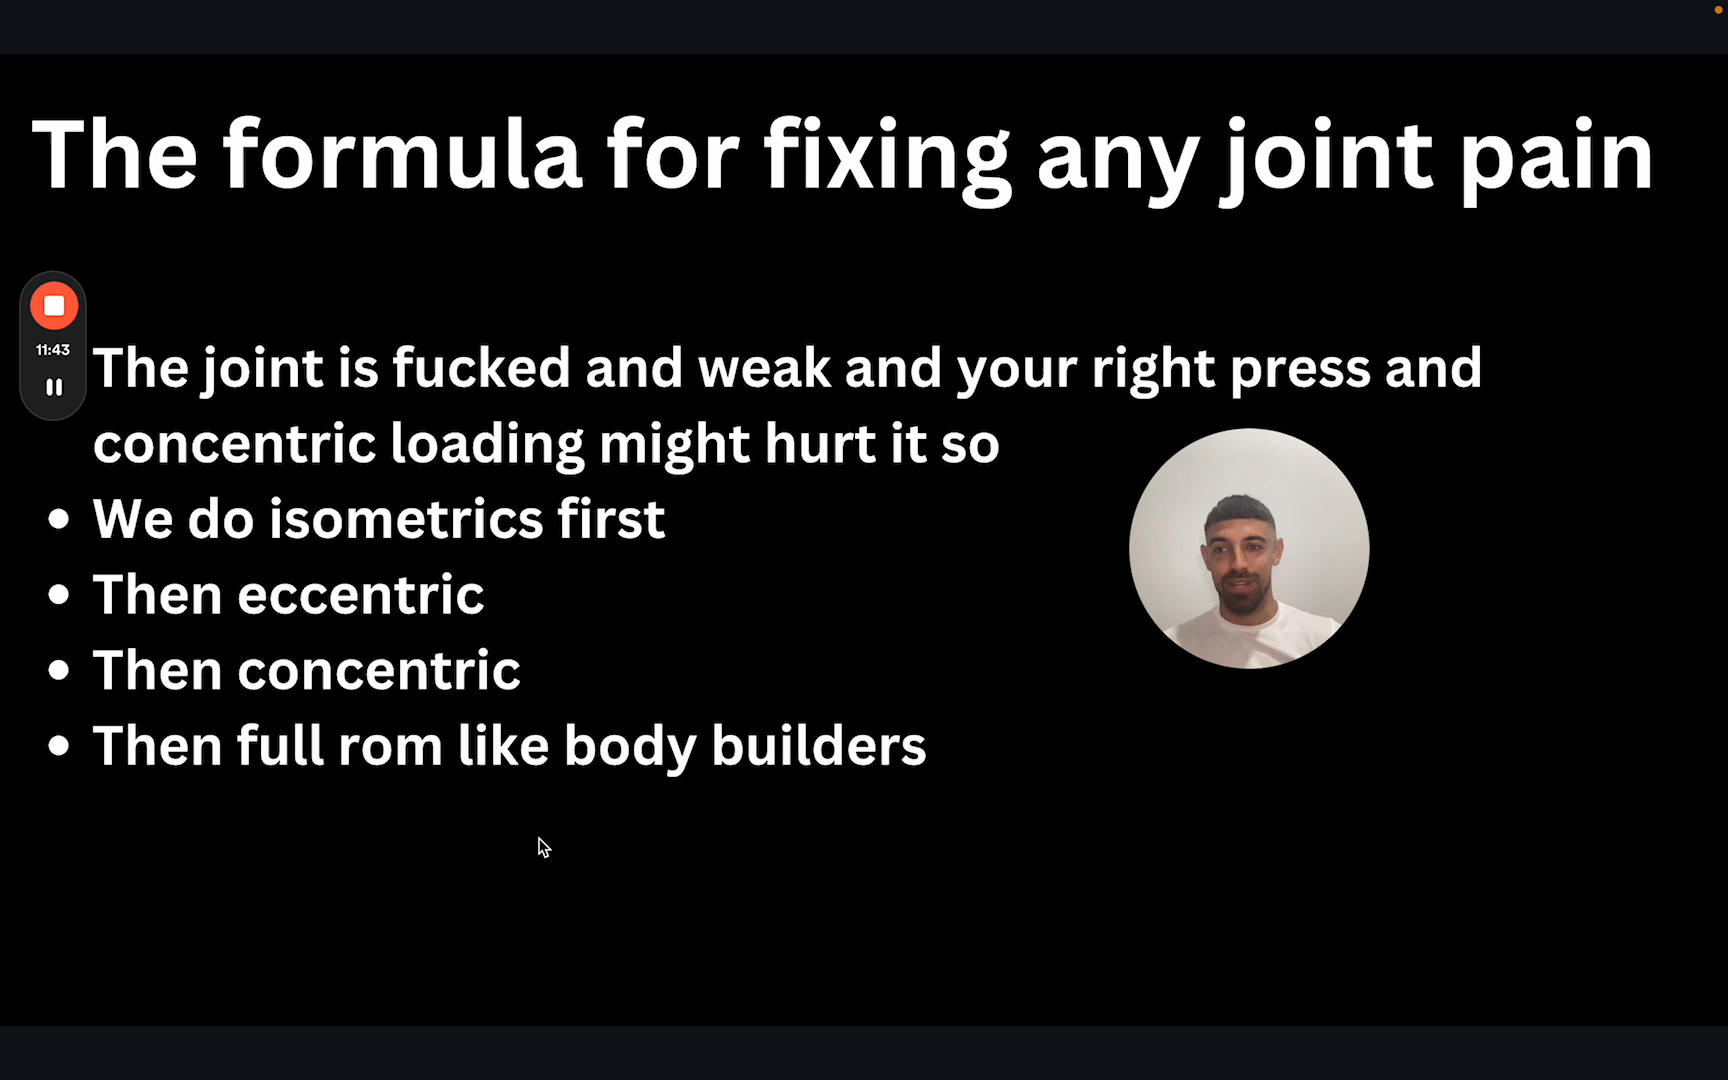 The formula for fixing any joint pain
11:43
The joint is fucked and weak and your right press and
concentric loading might hurt it so
• We do isometrics first
• Then eccentric
• Then concentric
• Then full rom like body builders